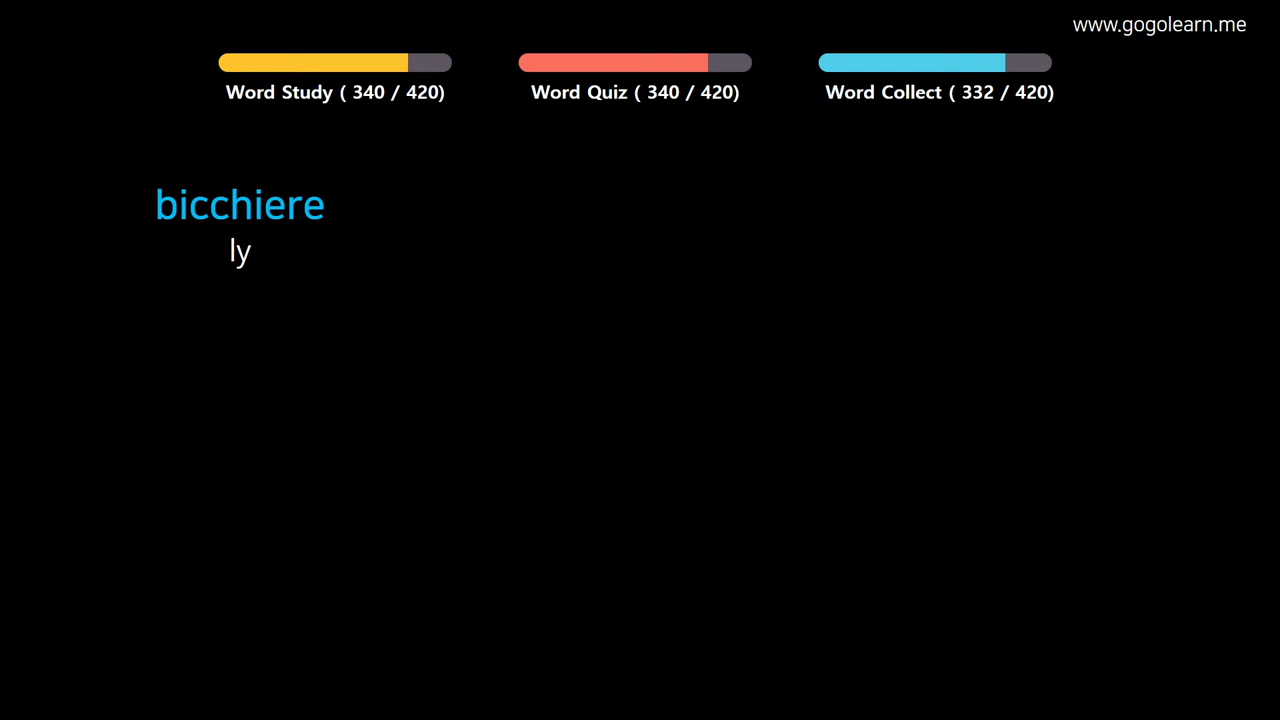 www.gogolearn.me
Word Study ( 340 / 420)
Word Quiz ( 340 / 420)
Word Collect ( 332 / 420)
bicchiere
ly